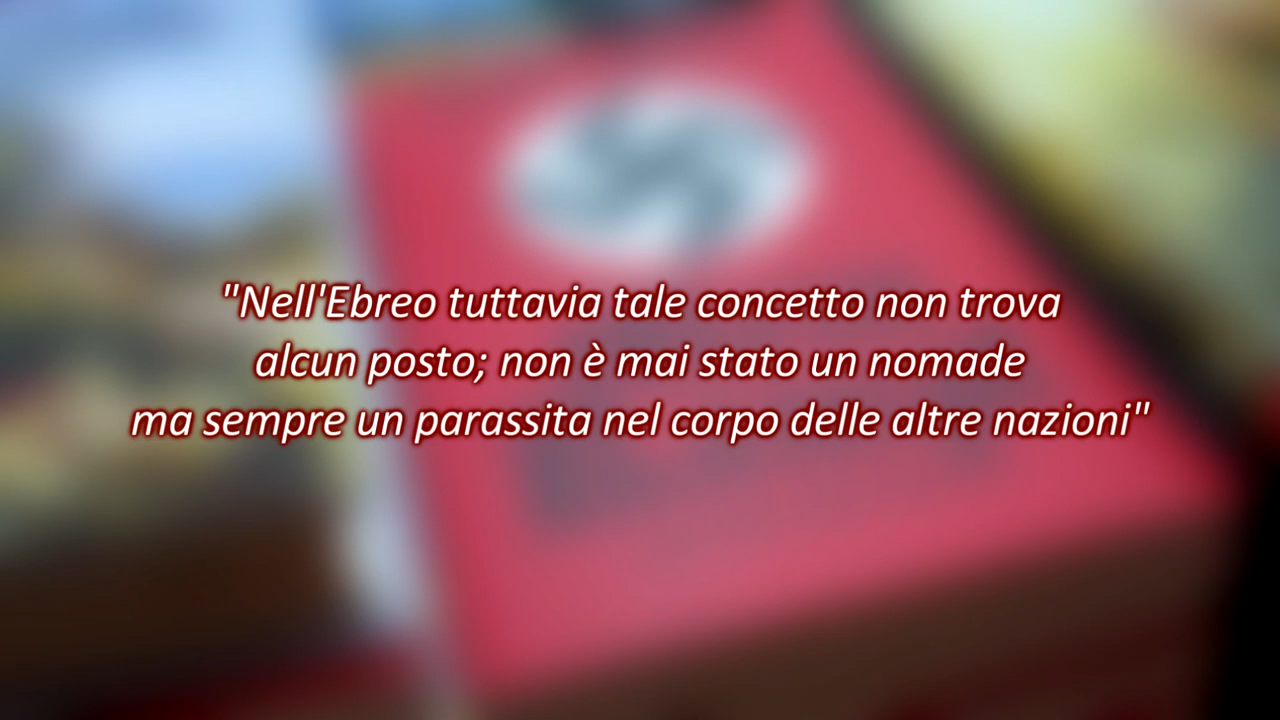 "Nell'Ebreo tuttavia tale concetto non trova
alcun posto; non è mai stato un nomade
ma sempre un parassita nel corpo delle altre nazioni"